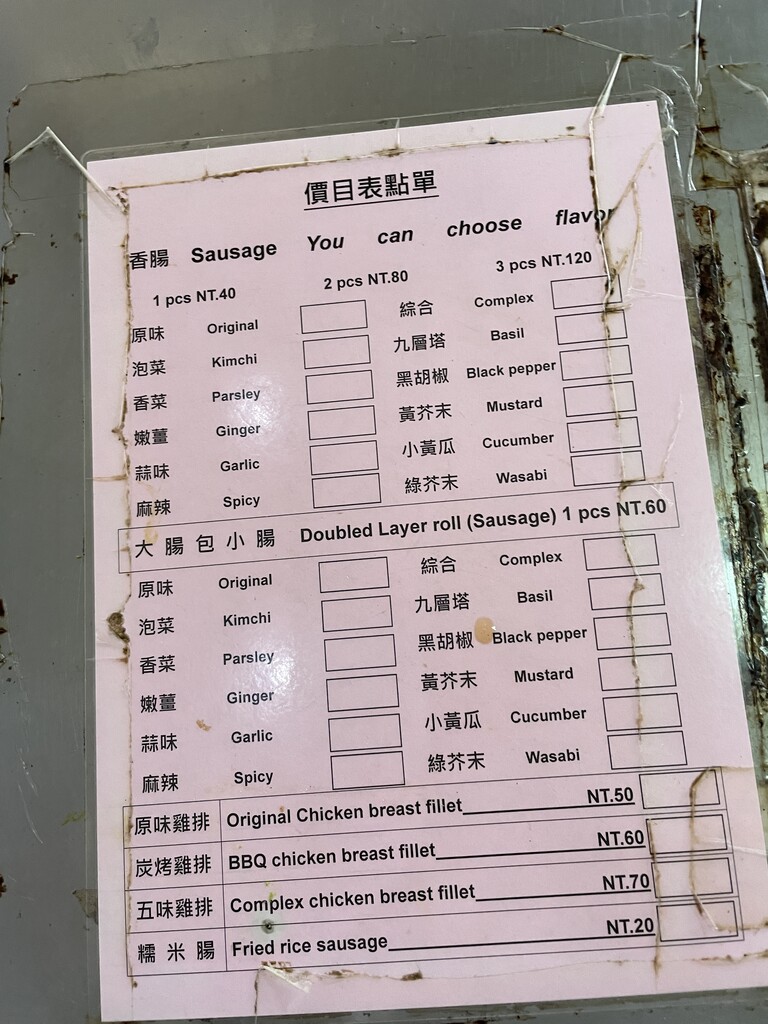 價目表點單
香腸 Sausage You can choose flavor
1 pcs NT.40 2 pcs NT.80 3 pcs NT.120
原味 Original 綜合 Complex
泡菜 Kimchi 九層塔 Basil
香菜 Parsley 黑胡椒 Black pepper
嫩薑 Ginger 黃芥末 Mustard
蒜味 Garlic 小黃瓜 Cucumber
麻辣 Spicy 綠芥末 Wasabi
大腸包小腸 Doubled Layer roll (Sausage) 1 pcs NT.60
原味 Original 綜合 Complex
泡菜 Kimchi 九層塔 Basil
香菜 Parsley 黑胡椒 Black pepper
嫩薑 Ginger 黃芥末 Mustard
蒜味 Garlic 小黃瓜 Cucumber
麻辣 Spicy 綠芥末 Wasabi
原味雞排 Original Chicken breast fillet NT.50
炭烤雞排 BBQ chicken breast fillet NT.60
五味雞排 Complex chicken breast fillet NT.70
糯米腸 Fried rice sausage NT.20